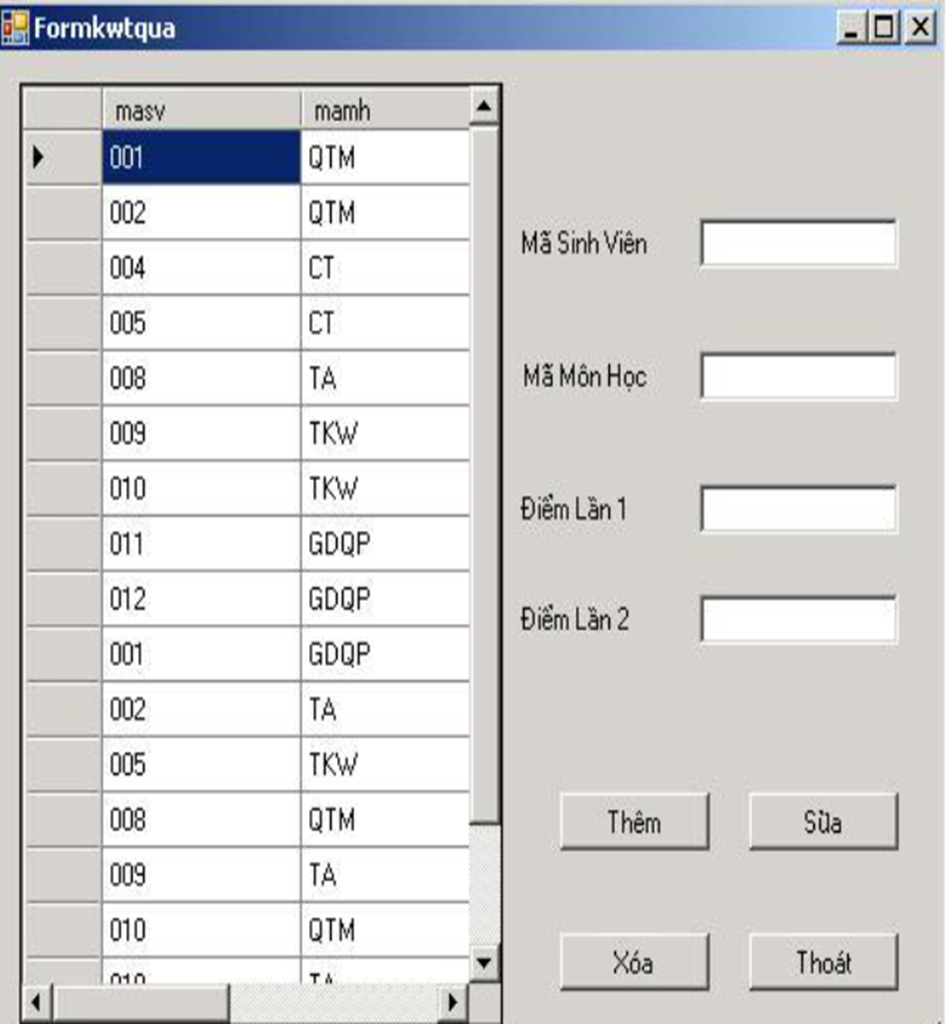 Formkwtqua
masv mamh
001 QTM
002 QTM
004 CT
005 CT
008 TA
009 TKW
010 TKW
011 GDQP
012 GDQP
001 GDQP
002 TA
005 TKW
008 QTM
009 TA
010 QTM
010 TA
Mã Sinh Viên
Mã Môn Học
Điểm Lần 1
Điểm Lần 2
Thêm Sửa
Xóa Thoát